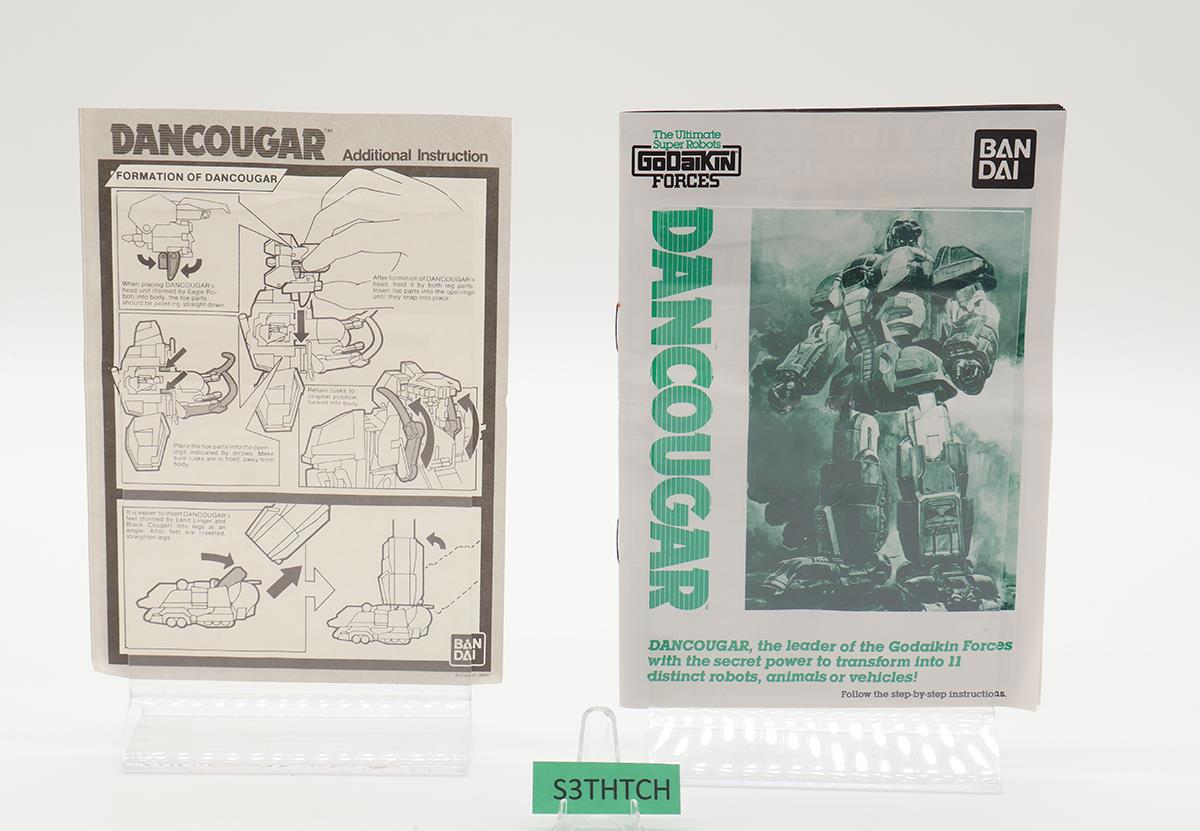 DANCOUGAR™
Additional Instruction
FORMATION OF DANCOUGAR
When placing DANCOUGAR's
head unit (formed by Eagle Ro-
bot) into body, the toe parts
should be pointing straight down.
After formation of DANCOUGAR's
head, hold it by both leg parts
Insert toe parts into the openings
until they snap into place.
Return tusks to
original position,
tucked into body.
Place the toe parts into the open-
ings indicated by arrows. Make
sure tusks are in front, away from
body.
It is easier to insert DANCOUGAR's
feet (formed by Land Linger and
Black Cougar) into legs at an
angle. After feet are inserted,
straighten legs.
BAN
DAI
Printed in Japan
The Ultimate
Super Robots
GoDaiKiN
FORCES
BAN
DAI
DANCOUGAR™
DANCOUGAR, the leader of the Godaikin Forces
with the secret power to transform into 11
distinct robots, animals or vehicles!
Follow the step-by-step instructions.
S3THTCH